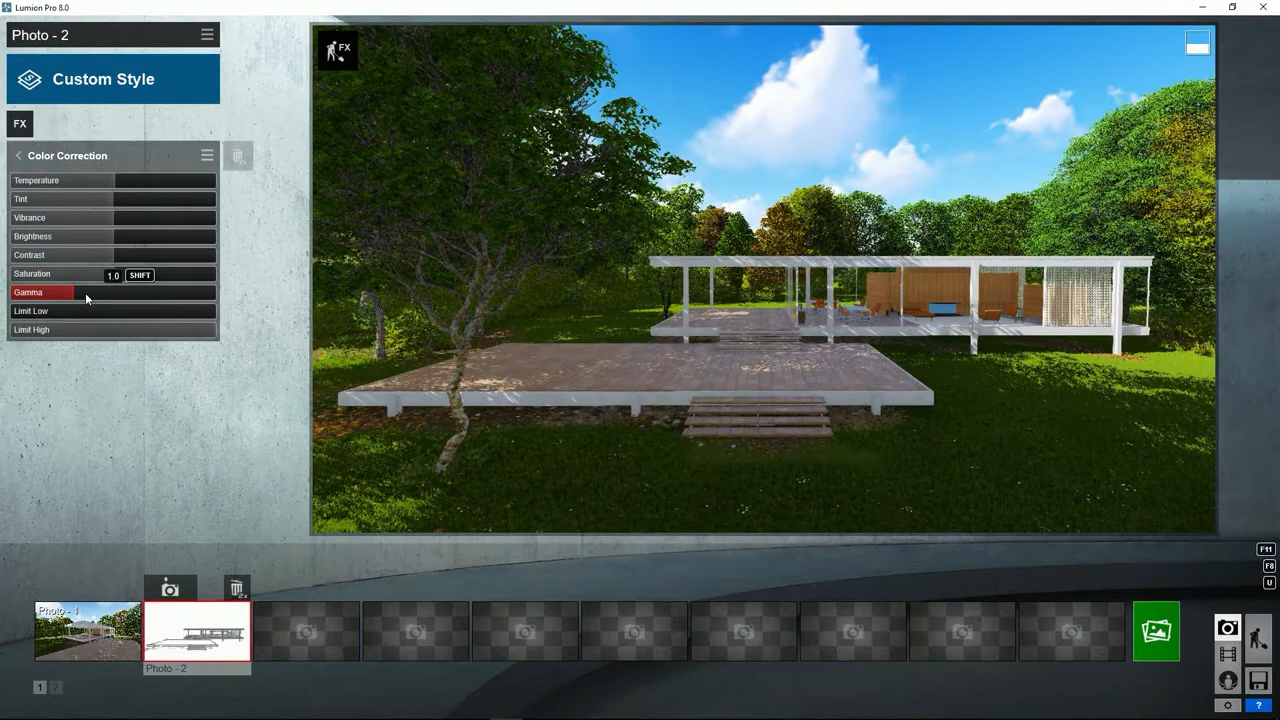 Lumion Pro 8.0
Photo - 2
Custom Style
FX
FX
Color Correction
Temperature
Tint
Vibrance
Brightness
Contrast
Saturation
1.0 SHIFT
Gamma
Limit Low
Limit High
F11
F8
U
2x
Photo - 1
Photo - 2
1 2
?